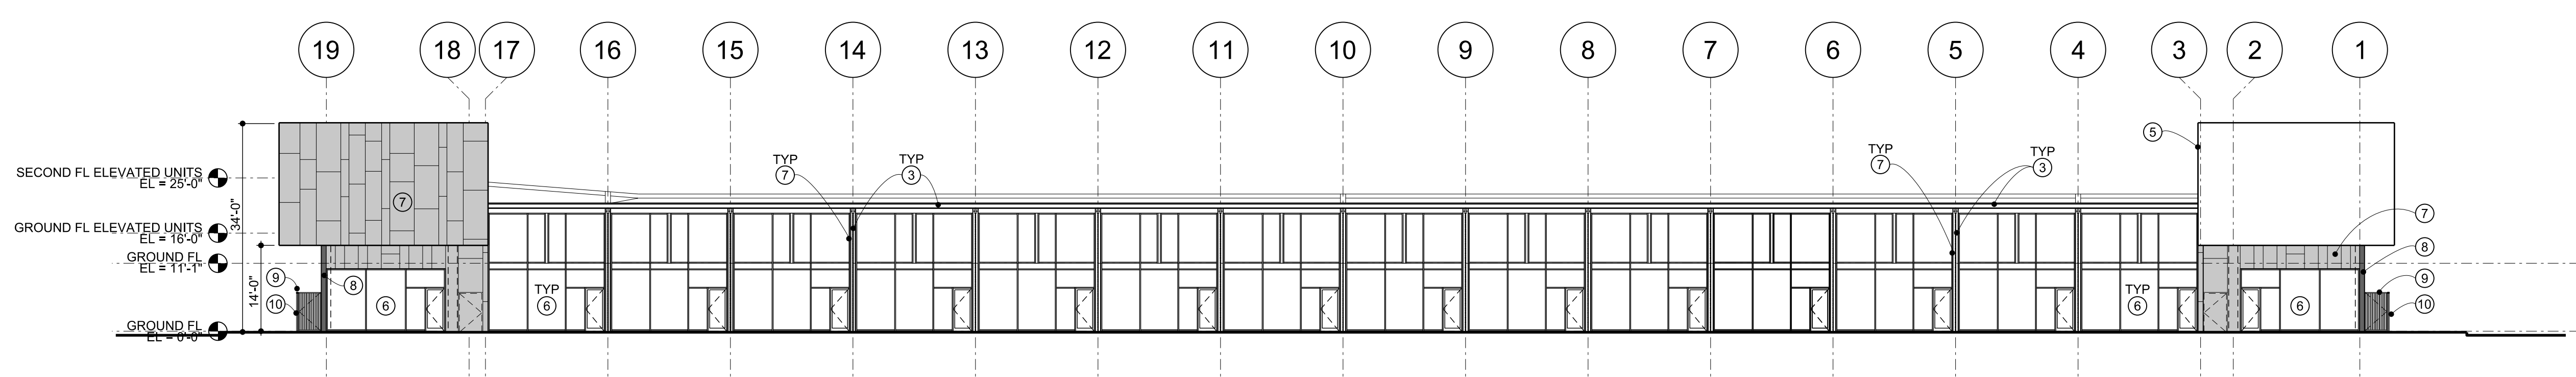 19 18 17 16 15 14 13 12 11 10 9 8 7 6 5 4 3 2 1
5
TYP
7
TYP
3
TYP
7
TYP
3
SECOND FL ELEVATED UNITS
EL = 25'-0"
34'-0"
7
7
GROUND FL ELEVATED UNITS
EL = 16'-0"
8
GROUND FL
EL = 11'-1"
9
8
9
14'-0"
10
6
TYP
6
TYP
6
6
10
GROUND FL
EL = 0'-0"